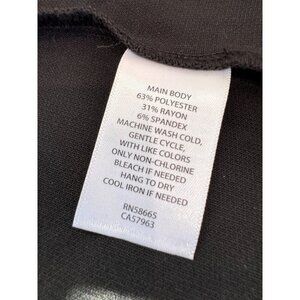 MAIN BODY
63% POLYESTER
31% RAYON
6% SPANDEX
MACHINE WASH COLD,
GENTLE CYCLE,
WITH LIKE COLORS
ONLY NON-CHLORINE
BLEACH IF NEEDED
HANG TO DRY
COOL IRON IF NEEDED
RN58665
CA57963